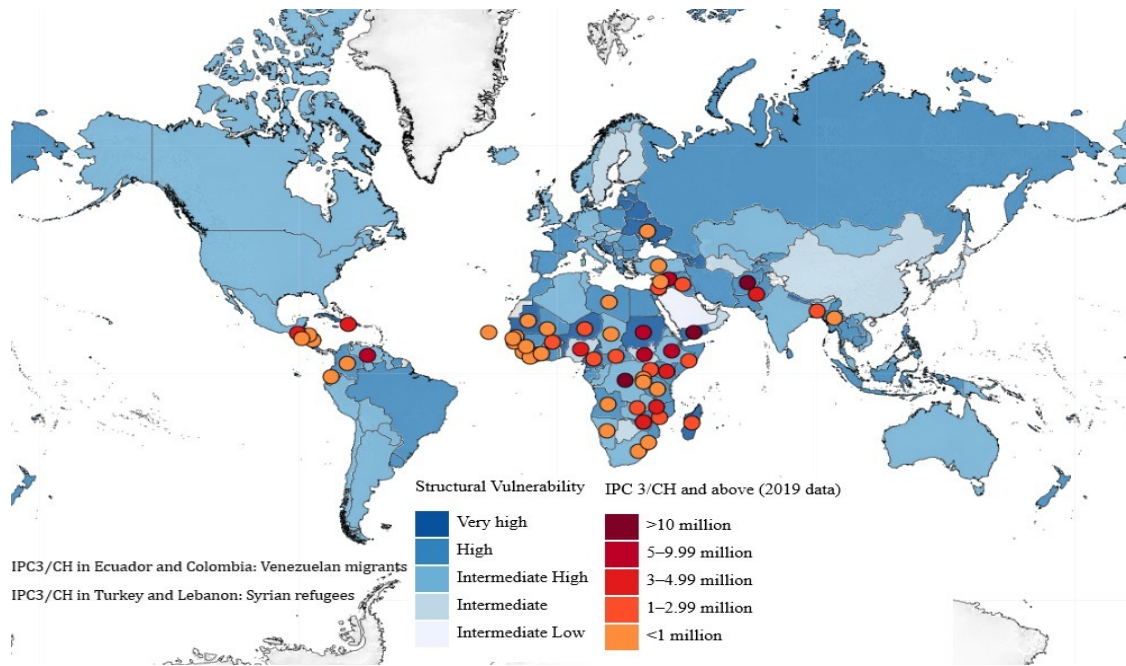 Structural Vulnerability
Very high
High
Intermediate High
Intermediate
Intermediate Low
IPC 3/CH and above (2019 data)
>10 million
5–9.99 million
3–4.99 million
1–2.99 million
<1 million
IPC3/CH in Ecuador and Colombia: Venezuelan migrants
IPC3/CH in Turkey and Lebanon: Syrian refugees